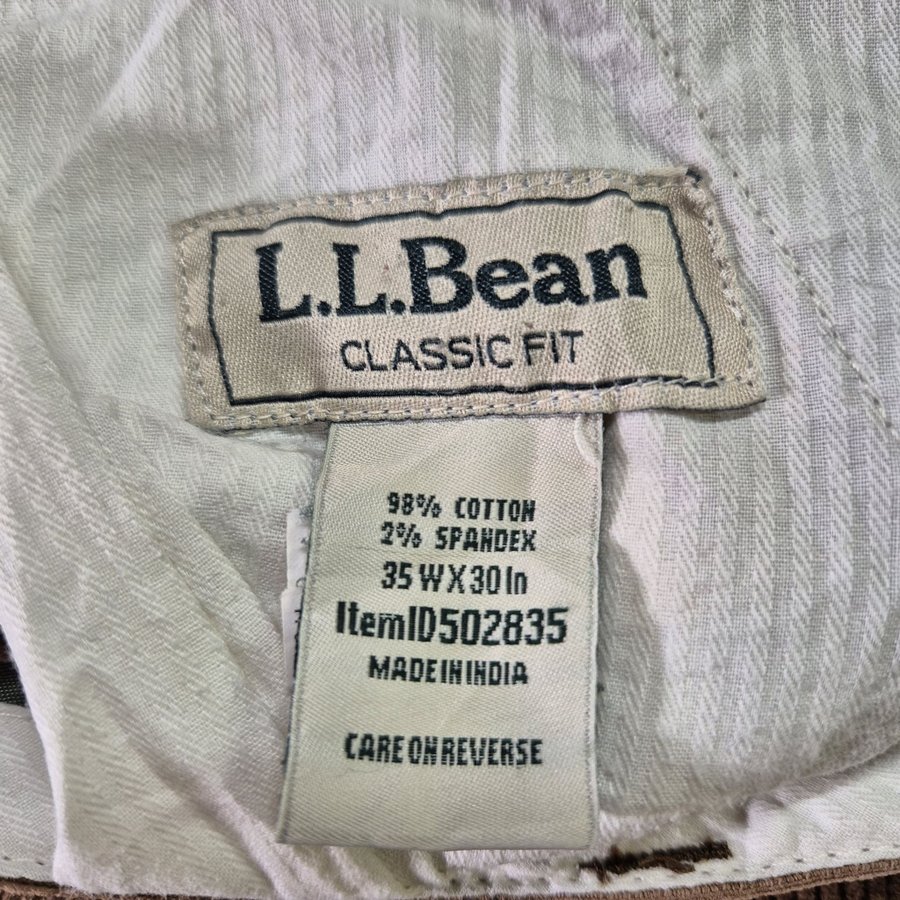 L.L.Bean
CLASSIC FIT
98% COTTON
2% SPANDEX
35 W X 30 In
ItemID502835
MADE IN INDIA
CARE ON REVERSE